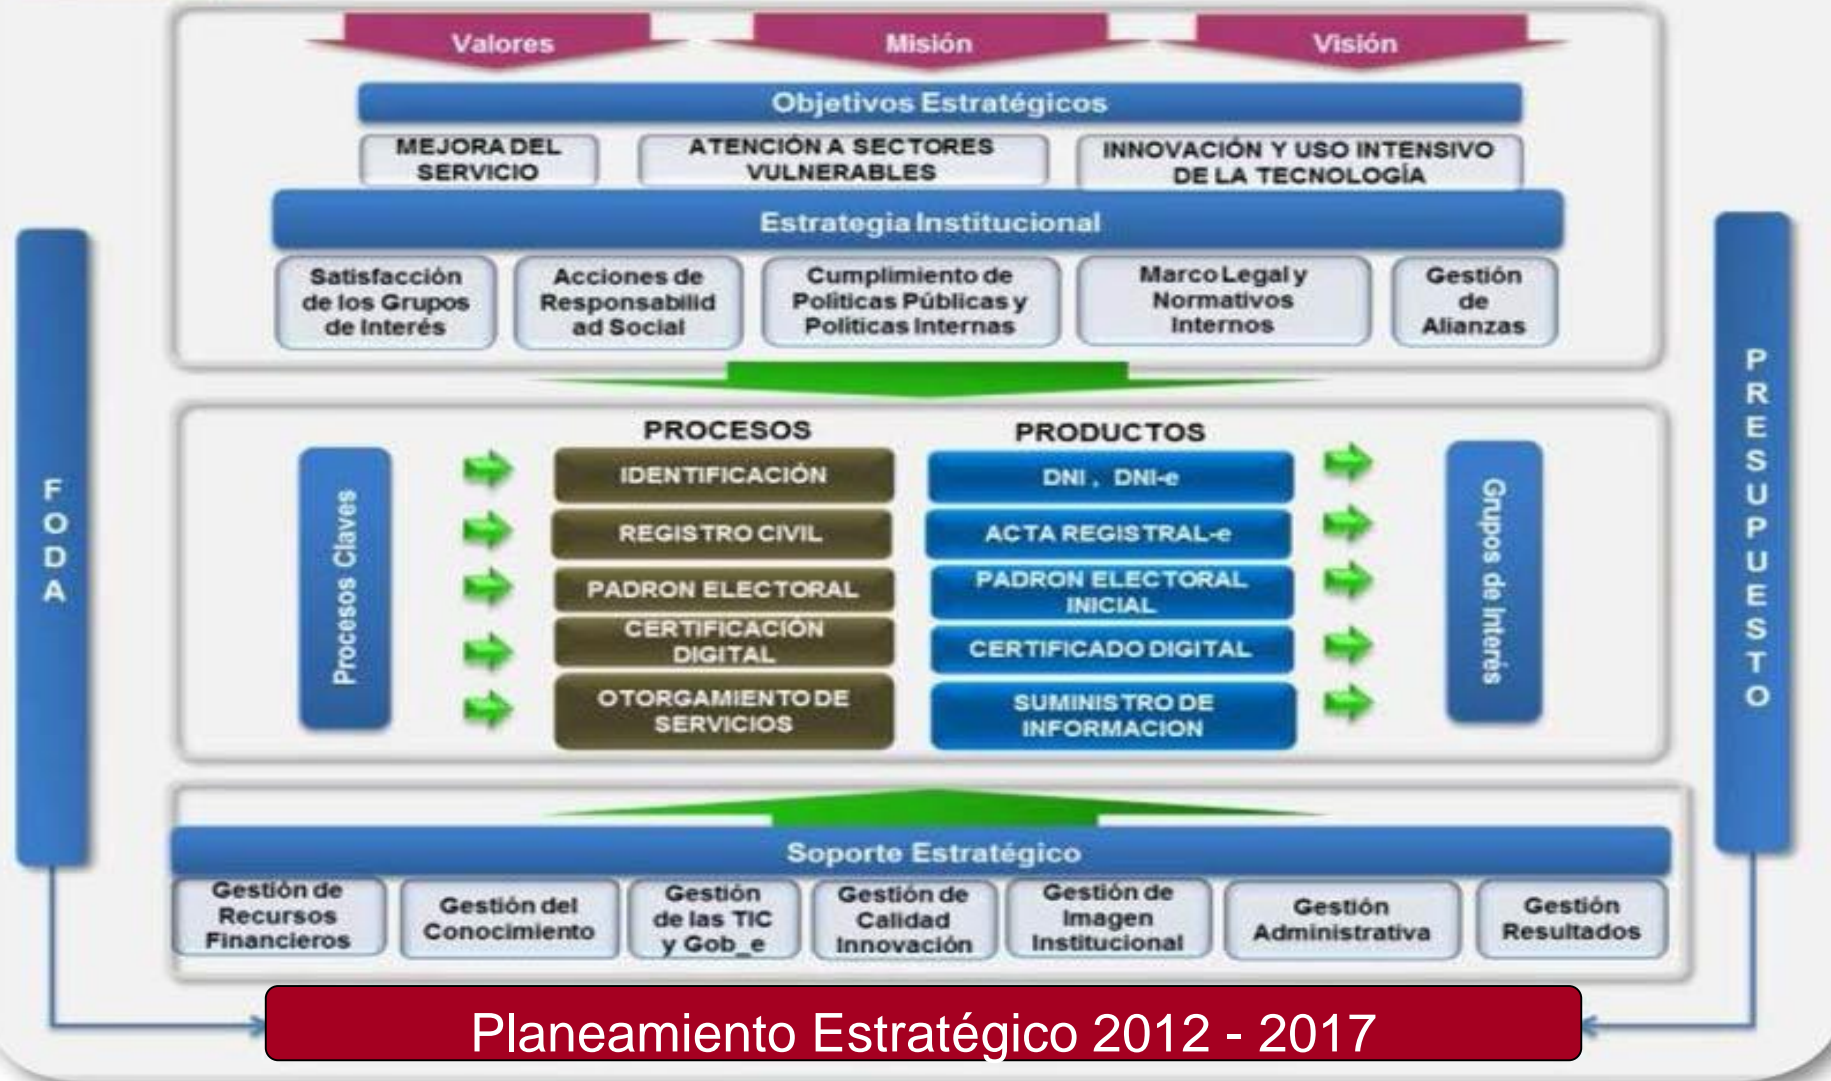 Valores
Misión
Visión
Objetivos Estratégicos
MEJORA DEL
SERVICIO
ATENCIÓN A SECTORES
VULNERABLES
INNOVACIÓN Y USO INTENSIVO
DE LA TECNOLOGÍA
Estrategia Institucional
Satisfacción
de los Grupos
de Interés
Acciones de
Responsabilid
ad Social
Cumplimiento de
Políticas Públicas y
Políticas Internas
Marco Legal y
Normativos
Internos
Gestión
de
Alianzas
FODA
PRESUPUESTO
Procesos Claves
PROCESOS
IDENTIFICACIÓN
REGISTRO CIVIL
PADRON ELECTORAL
CERTIFICACIÓN
DIGITAL
OTORGAMIENTO DE
SERVICIOS
PRODUCTOS
DNI , DNI-e
ACTA REGISTRAL-e
PADRON ELECTORAL
INICIAL
CERTIFICADO DIGITAL
SUMINISTRO DE
INFORMACION
Grupos de Interés
Soporte Estratégico
Gestión de
Recursos
Financieros
Gestión del
Conocimiento
Gestión
de las TIC
y Gob_e
Gestión de
Calidad
Innovación
Gestión de
Imagen
Institucional
Gestión
Administrativa
Gestión
Resultados
Planeamiento Estratégico 2012 - 2017